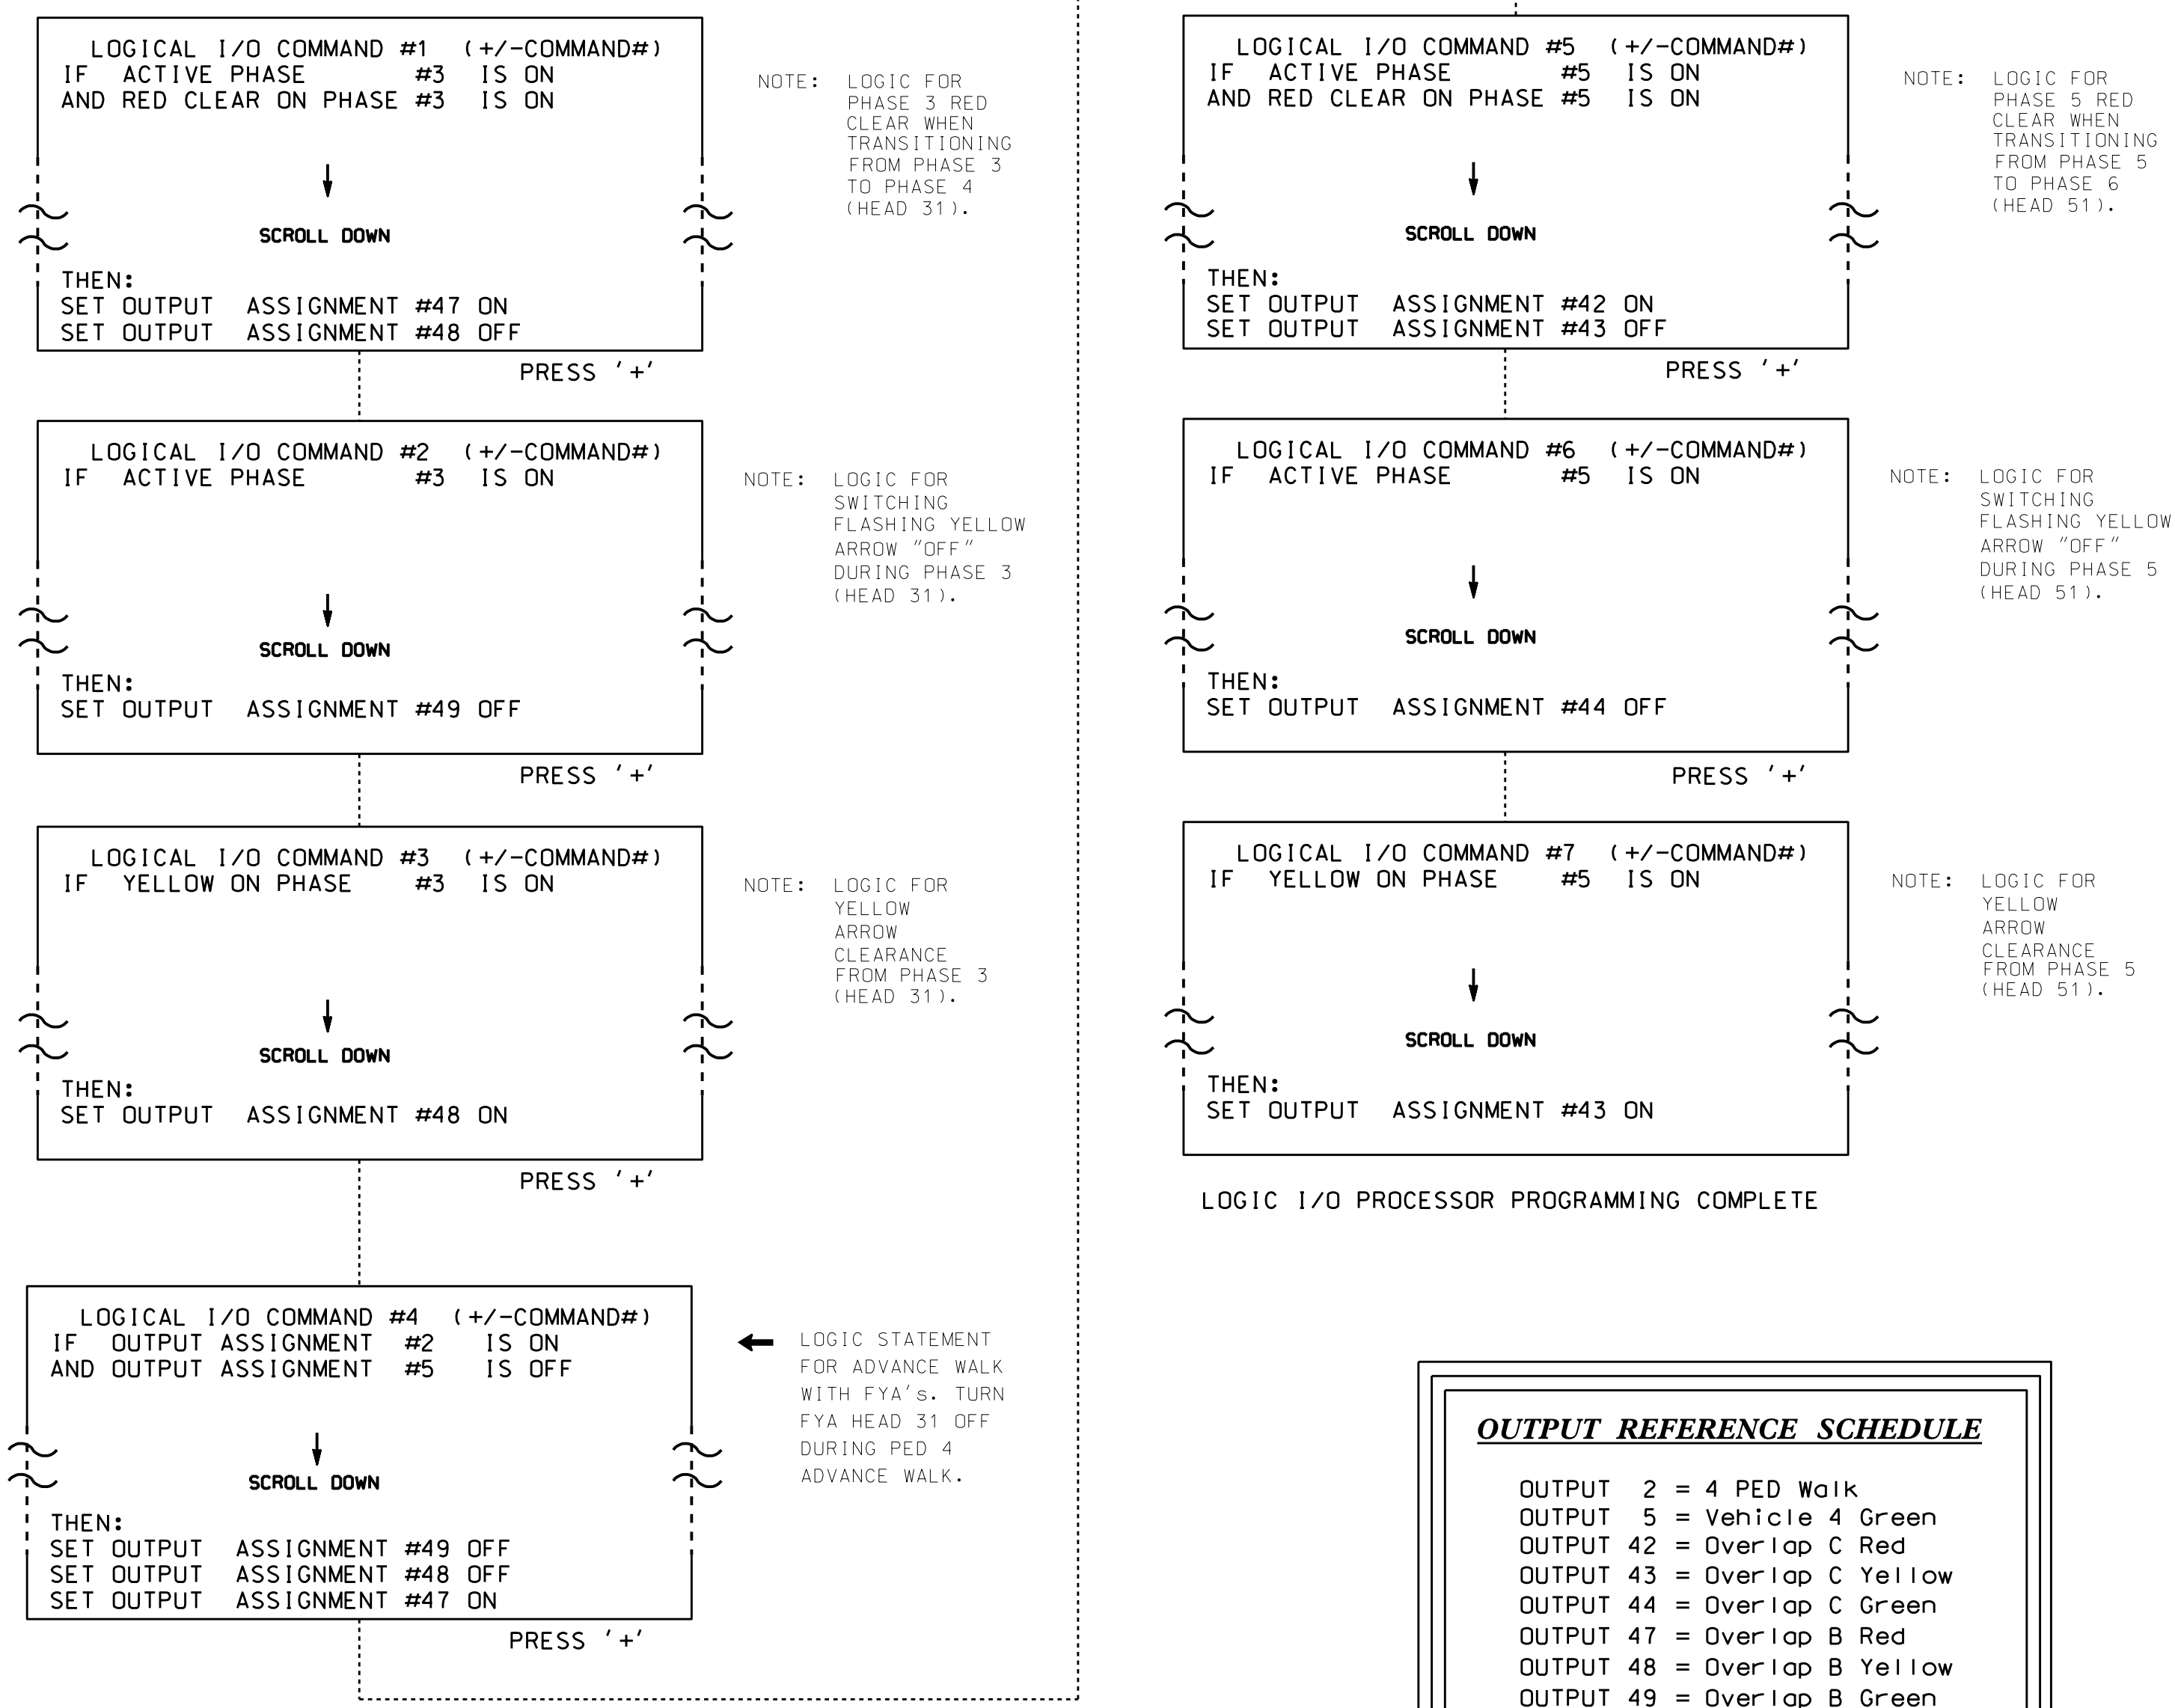 LOGICAL I/O COMMAND #1 (+/-COMMAND#)
IF ACTIVE PHASE #3 IS ON
AND RED CLEAR ON PHASE #3 IS ON
SCROLL DOWN
THEN:
SET OUTPUT ASSIGNMENT #47 ON
SET OUTPUT ASSIGNMENT #48 OFF
PRESS '+'
NOTE: LOGIC FOR
PHASE 3 RED
CLEAR WHEN
TRANSITIONING
FROM PHASE 3
TO PHASE 4
(HEAD 31).
LOGICAL I/O COMMAND #2 (+/-COMMAND#)
IF ACTIVE PHASE #3 IS ON
SCROLL DOWN
THEN:
SET OUTPUT ASSIGNMENT #49 OFF
PRESS '+'
NOTE: LOGIC FOR
SWITCHING
FLASHING YELLOW
ARROW "OFF"
DURING PHASE 3
(HEAD 31).
LOGICAL I/O COMMAND #3 (+/-COMMAND#)
IF YELLOW ON PHASE #3 IS ON
SCROLL DOWN
THEN:
SET OUTPUT ASSIGNMENT #48 ON
PRESS '+'
NOTE: LOGIC FOR
YELLOW
ARROW
CLEARANCE
FROM PHASE 3
(HEAD 31).
LOGICAL I/O COMMAND #4 (+/-COMMAND#)
IF OUTPUT ASSIGNMENT #2 IS ON
AND OUTPUT ASSIGNMENT #5 IS OFF
SCROLL DOWN
THEN:
SET OUTPUT ASSIGNMENT #49 OFF
SET OUTPUT ASSIGNMENT #48 OFF
SET OUTPUT ASSIGNMENT #47 ON
PRESS '+'
LOGIC STATEMENT
FOR ADVANCE WALK
WITH FYA's. TURN
FYA HEAD 31 OFF
DURING PED 4
ADVANCE WALK.
LOGICAL I/O COMMAND #5 (+/-COMMAND#)
IF ACTIVE PHASE #5 IS ON
AND RED CLEAR ON PHASE #5 IS ON
SCROLL DOWN
THEN:
SET OUTPUT ASSIGNMENT #42 ON
SET OUTPUT ASSIGNMENT #43 OFF
PRESS '+'
NOTE: LOGIC FOR
PHASE 5 RED
CLEAR WHEN
TRANSITIONING
FROM PHASE 5
TO PHASE 6
(HEAD 51).
LOGICAL I/O COMMAND #6 (+/-COMMAND#)
IF ACTIVE PHASE #5 IS ON
SCROLL DOWN
THEN:
SET OUTPUT ASSIGNMENT #44 OFF
PRESS '+'
NOTE: LOGIC FOR
SWITCHING
FLASHING YELLOW
ARROW "OFF"
DURING PHASE 5
(HEAD 51).
LOGICAL I/O COMMAND #7 (+/-COMMAND#)
IF YELLOW ON PHASE #5 IS ON
SCROLL DOWN
THEN:
SET OUTPUT ASSIGNMENT #43 ON
NOTE: LOGIC FOR
YELLOW
ARROW
CLEARANCE
FROM PHASE 5
(HEAD 51).
LOGIC I/O PROCESSOR PROGRAMMING COMPLETE
OUTPUT REFERENCE SCHEDULE
OUTPUT 2 = 4 PED Walk
OUTPUT 5 = Vehicle 4 Green
OUTPUT 42 = Overlap C Red
OUTPUT 43 = Overlap C Yellow
OUTPUT 44 = Overlap C Green
OUTPUT 47 = Overlap B Red
OUTPUT 48 = Overlap B Yellow
OUTPUT 49 = Overlap B Green